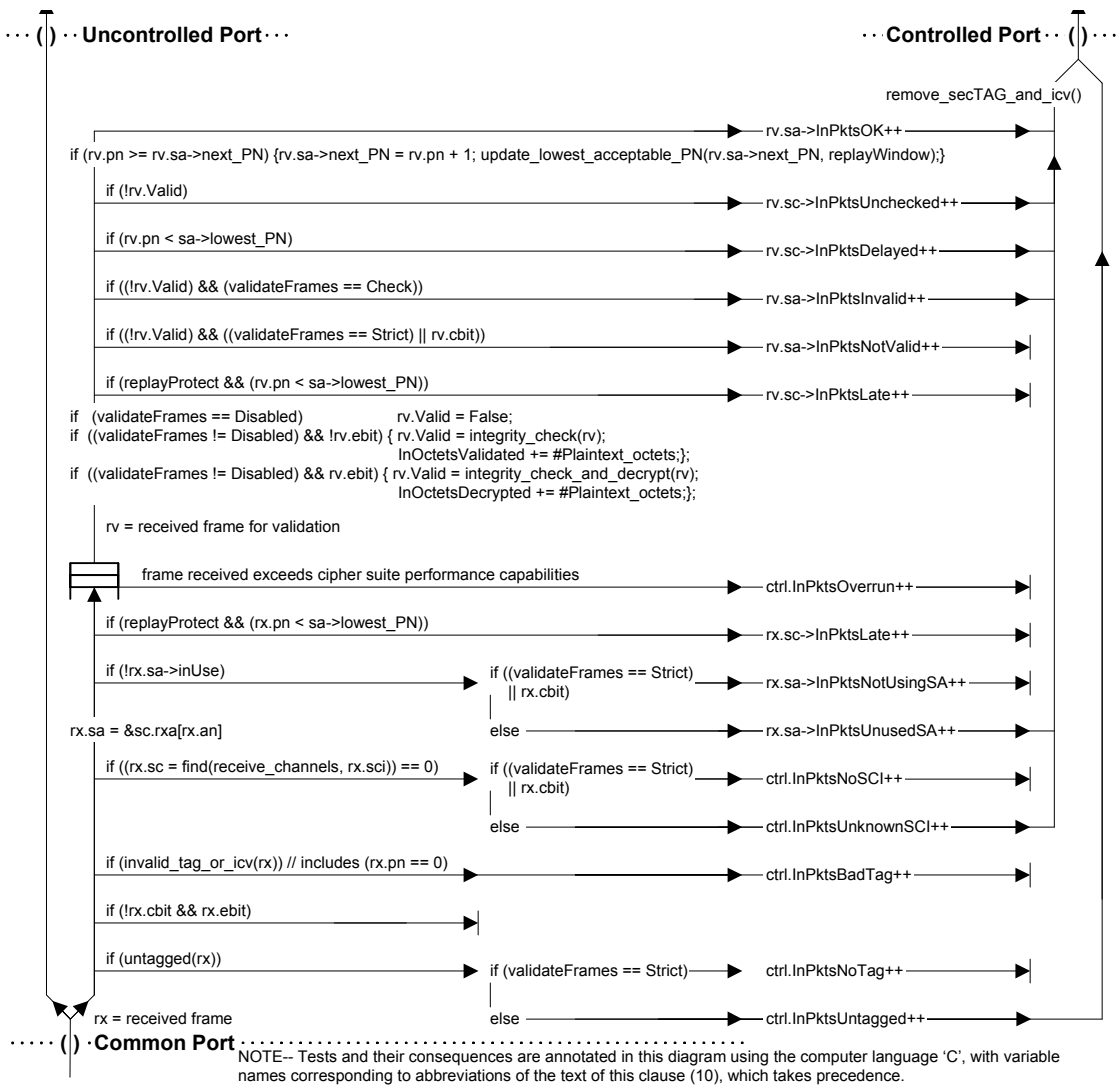 ··· ( ) ·· Uncontrolled Port ···
·· Controlled Port ·· ( ) ···
remove_secTAG_and_icv()
rv.sa->InPktsOK++
if (rv.pn >= rv.sa->next_PN) {rv.sa->next_PN = rv.pn + 1; update_lowest_acceptable_PN(rv.sa->next_PN, replayWindow);}
if (!rv.Valid)
rv.sc->InPktsUnchecked++
if (rv.pn < sa->lowest_PN)
rv.sc->InPktsDelayed++
if ((!rv.Valid) && (validateFrames == Check))
rv.sa->InPktsInvalid++
if ((!rv.Valid) && ((validateFrames == Strict) || rv.cbit))
rv.sa->InPktsNotValid++
if (replayProtect && (rv.pn < sa->lowest_PN))
rv.sc->InPktsLate++
if (validateFrames == Disabled) rv.Valid = False;
if ((validateFrames != Disabled) && !rv.ebit) { rv.Valid = integrity_check(rv);
InOctetsValidated += #Plaintext_octets;};
if ((validateFrames != Disabled) && rv.ebit) { rv.Valid = integrity_check_and_decrypt(rv);
InOctetsDecrypted += #Plaintext_octets;};
rv = received frame for validation
frame received exceeds cipher suite performance capabilities
ctrl.InPktsOverrun++
if (replayProtect && (rx.pn < sa->lowest_PN))
rx.sc->InPktsLate++
if (!rx.sa->inUse)
if ((validateFrames == Strict)
|| rx.cbit)
rx.sa->InPktsNotUsingSA++
rx.sa = &sc.rxa[rx.an]
else
rx.sa->InPktsUnusedSA++
if ((rx.sc = find(receive_channels, rx.sci)) == 0)
if ((validateFrames == Strict)
|| rx.cbit)
ctrl.InPktsNoSCI++
else
ctrl.InPktsUnknownSCI++
if (invalid_tag_or_icv(rx)) // includes (rx.pn == 0)
ctrl.InPktsBadTag++
if (!rx.cbit && rx.ebit)
if (untagged(rx))
if (validateFrames == Strict)
ctrl.InPktsNoTag++
rx = received frame
else
ctrl.InPktsUntagged++
····· ( ) · Common Port ·····
NOTE-- Tests and their consequences are annotated in this diagram using the computer language ‘C’, with variable
names corresponding to abbreviations of the text of this clause (10), which takes precedence.